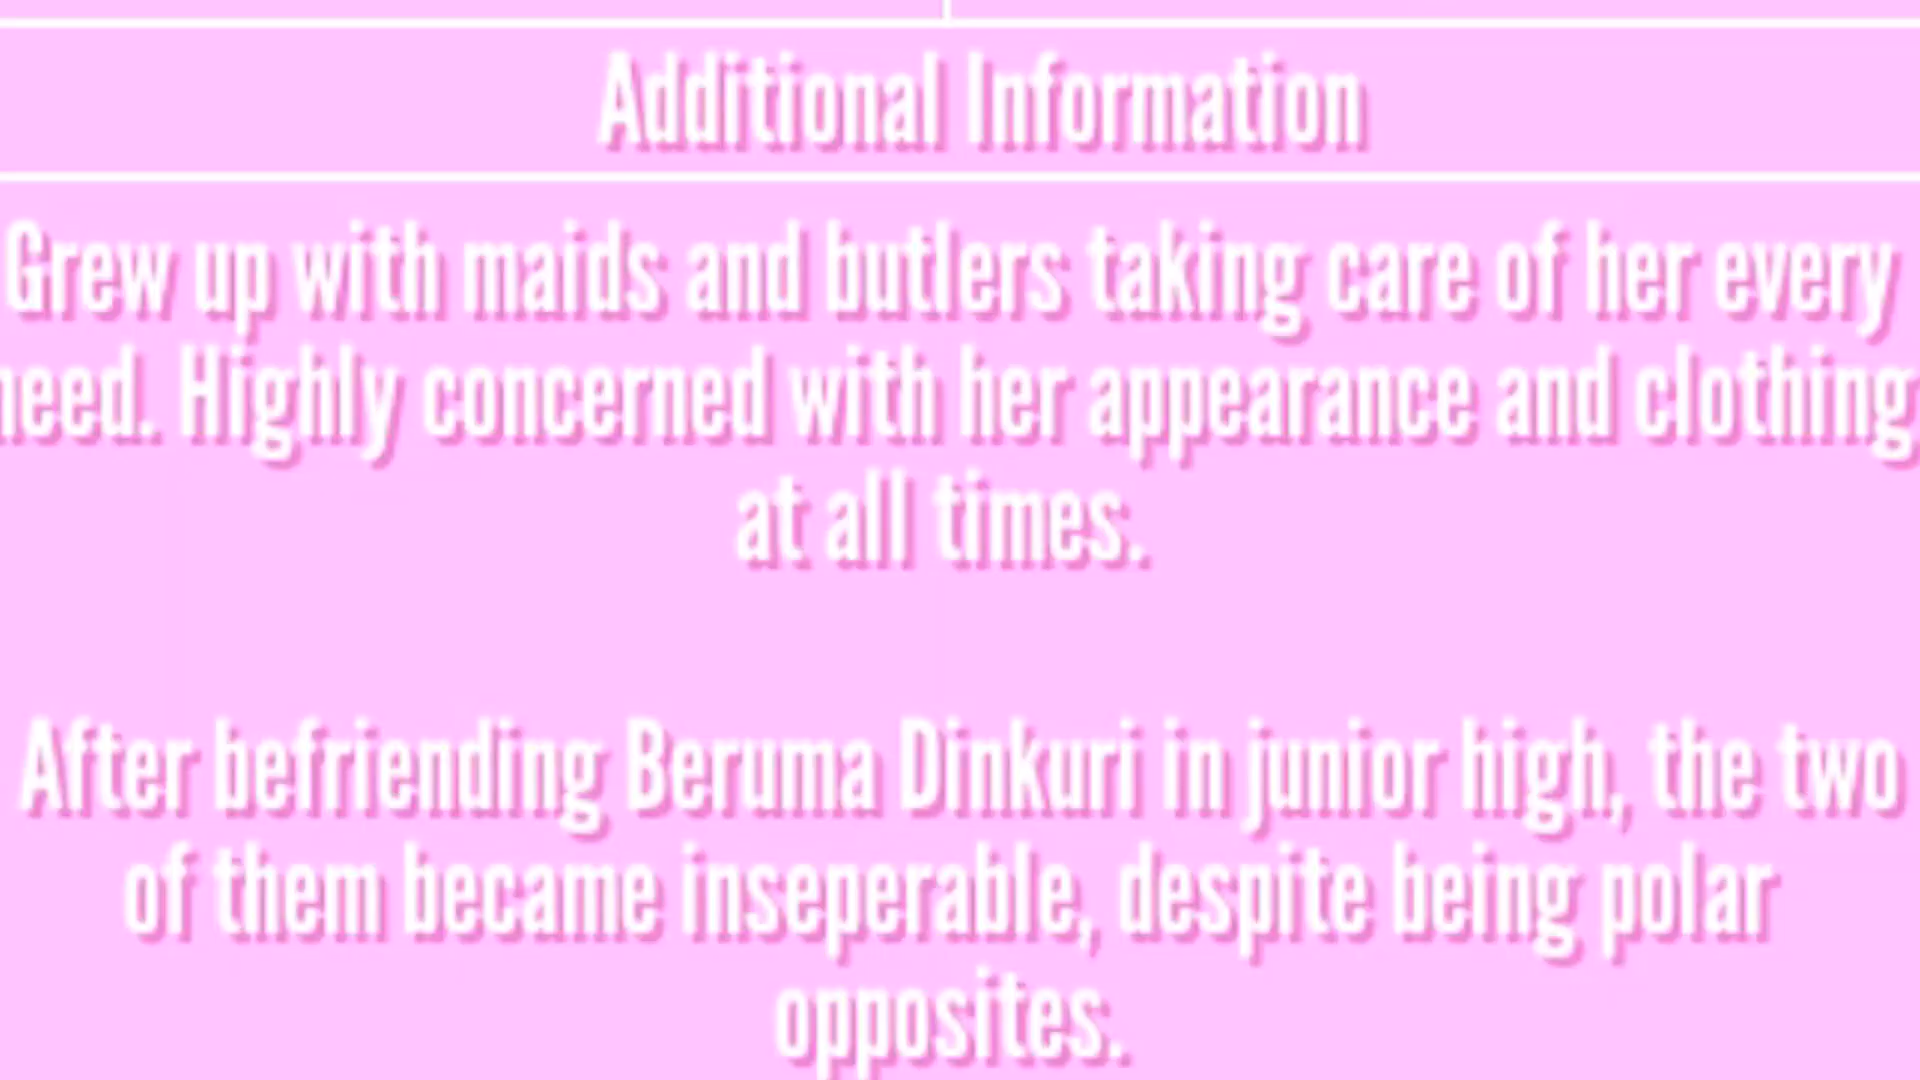 Additional Information
Grew up with maids and butlers taking care of her every
need. Highly concerned with her appearance and clothing
at all times.
After befriending Beruma Dinkuri in junior high, the two
of them became inseperable, despite being polar
opposites.